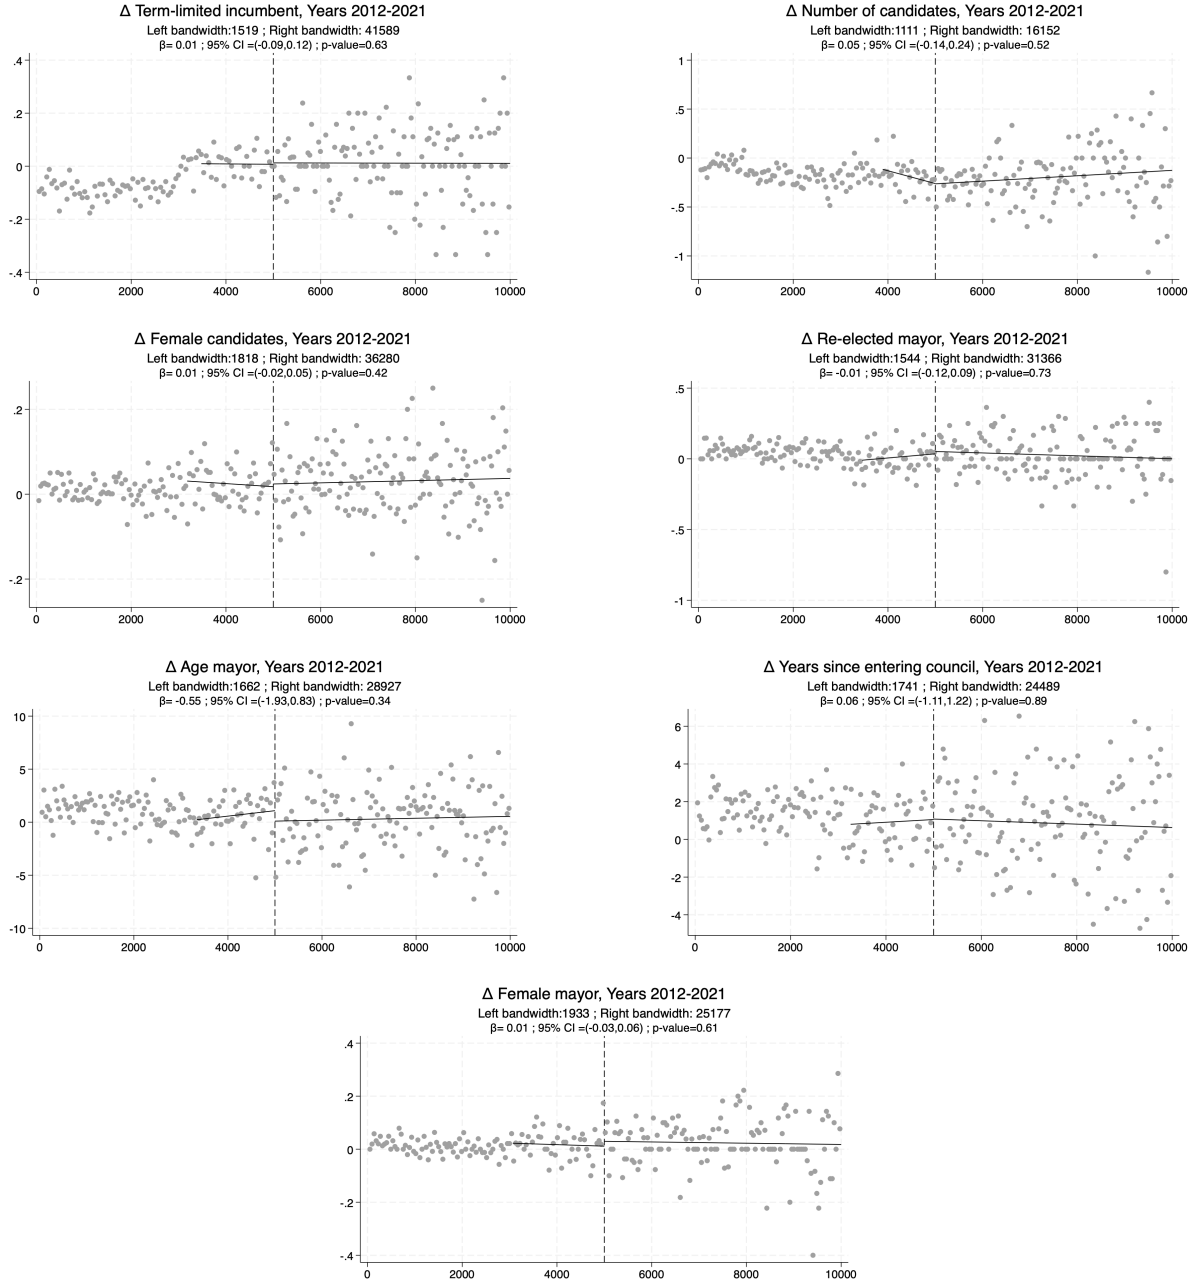 Δ Term-limited incumbent, Years 2012-2021
Left bandwidth:1519 ; Right bandwidth: 41589
β= 0.01 ; 95% CI =(-0.09,0.12) ; p-value=0.63
.4
.2
0
-.2
-.4
0 2000 4000 6000 8000 10000
Δ Number of candidates, Years 2012-2021
Left bandwidth:1111 ; Right bandwidth: 16152
β= 0.05 ; 95% CI =(-0.14,0.24) ; p-value=0.52
1
.5
0
-.5
-1
0 2000 4000 6000 8000 10000
Δ Female candidates, Years 2012-2021
Left bandwidth:1818 ; Right bandwidth: 36280
β= 0.01 ; 95% CI =(-0.02,0.05) ; p-value=0.42
.2
0
-.2
0 2000 4000 6000 8000 10000
Δ Re-elected mayor, Years 2012-2021
Left bandwidth:1544 ; Right bandwidth: 31366
β= -0.01 ; 95% CI =(-0.12,0.09) ; p-value=0.73
.5
0
-.5
-1
0 2000 4000 6000 8000 10000
Δ Age mayor, Years 2012-2021
Left bandwidth:1662 ; Right bandwidth: 28927
β= -0.55 ; 95% CI =(-1.93,0.83) ; p-value=0.34
10
5
0
-5
-10
0 2000 4000 6000 8000 10000
Δ Years since entering council, Years 2012-2021
Left bandwidth:1741 ; Right bandwidth: 24489
β= 0.06 ; 95% CI =(-1.11,1.22) ; p-value=0.89
6
4
2
0
-2
-4
0 2000 4000 6000 8000 10000
Δ Female mayor, Years 2012-2021
Left bandwidth:1933 ; Right bandwidth: 25177
β= 0.01 ; 95% CI =(-0.03,0.06) ; p-value=0.61
.4
.2
0
-.2
-.4
0 2000 4000 6000 8000 10000